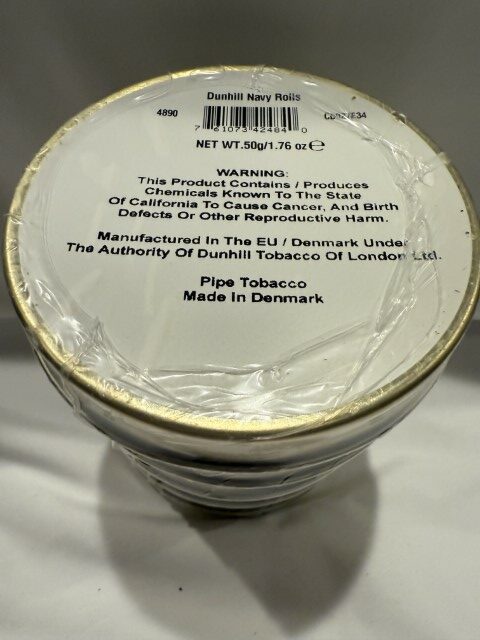 Dunhill Navy Rolls
4890
7 61073 42484 0
NET WT.50g/1.76 oz ℮
WARNING:
This Product Contains / Produces
Chemicals Known To The State
Of California To Cause Cancer, And Birth
Defects Or Other Reproductive Harm.
Manufactured In The EU / Denmark Under
The Authority Of Dunhill Tobacco Of London Ltd.
Pipe Tobacco
Made In Denmark